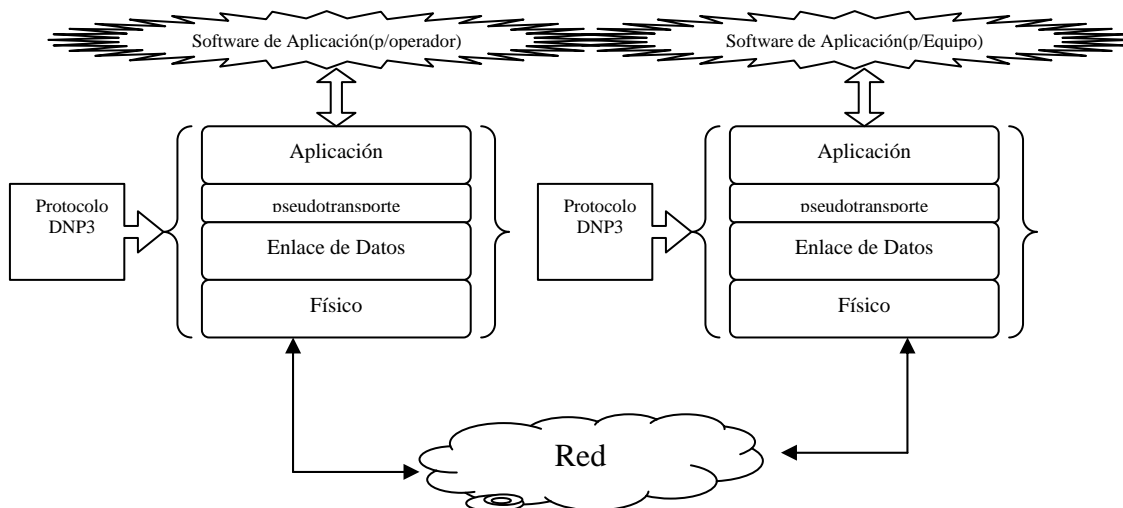 Software de Aplicación(p/operador)
Software de Aplicación(p/Equipo)
Aplicación
pseudotransporte
Enlace de Datos
Físico
Protocolo
DNP3
Aplicación
pseudotransporte
Enlace de Datos
Físico
Protocolo
DNP3
Red